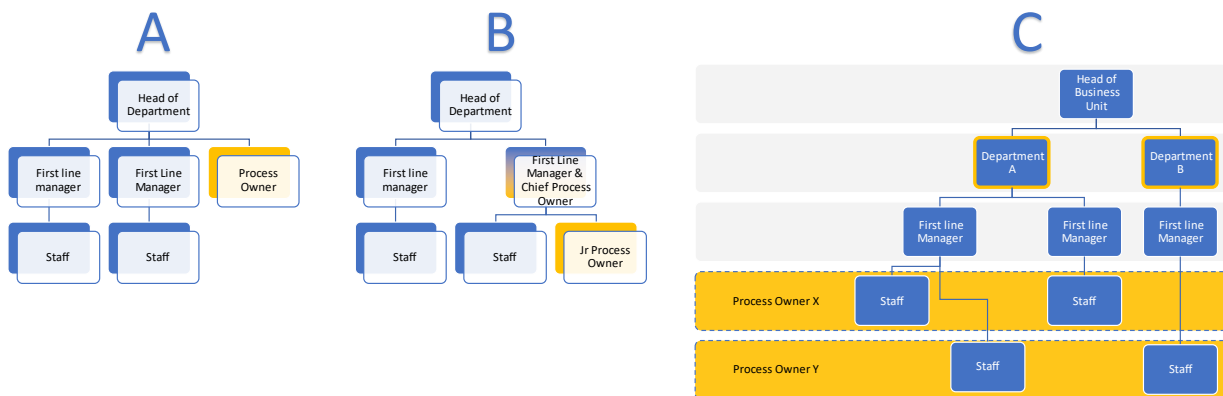 A
Head of
Department
First line
manager
First Line
Manager
Process
Owner
Staff
Staff
B
Head of
Department
First line
manager
First Line
Manager &
Chief Process
Owner
Staff
Staff
Jr Process
Owner
C
Head of
Business
Unit
Department
A
Department
B
First line
Manager
First line
Manager
First line
Manager
Process Owner X
Staff
Staff
Process Owner Y
Staff
Staff